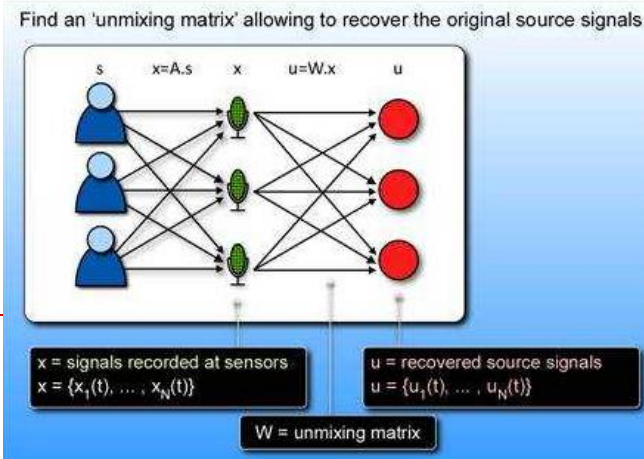 Find an 'unmixing matrix' allowing to recover the original source signals
s x=A.s x u=W.x u
x = signals recorded at sensors
x = {x1(t), ... , xN(t)}
u = recovered source signals
u = {u1(t), ... , uN(t)}
W = unmixing matrix